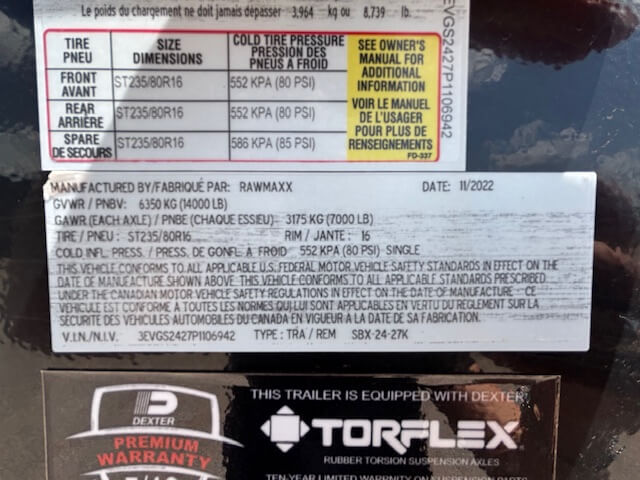 Le poids du chargement ne doit jamais dépasser 3,964 kg ou 8,739 lb.
TIRE PNEU SIZE DIMENSIONS COLD TIRE PRESSURE PRESSION DES PNEUS A FROID
FRONT AVANT ST235/80R16 552 KPA (80 PSI)
REAR ARRIÈRE ST235/80R16 552 KPA (80 PSI)
SPARE DE SECOURS ST235/80R16 586 KPA (85 PSI)
SEE OWNER'S
MANUAL FOR
ADDITIONAL
INFORMATION
VOIR LE MANUEL
DE L'USAGER
POUR PLUS DE
RENSEIGNEMENTS
FD-337
3EVGS2427P1106942
MANUFACTURED BY/FABRIQUÉ PAR: RAWMAXX DATE: 11/2022
GVWR / PNBV: 6350 KG (14000 LB)
GAWR (EACH AXLE) / PNBE (CHAQUE ESSIEU)- 3175 KG (7000 LB)
TIRE / PNEU : ST235/80R16 RIM / JANTE : 16
COLD INFL. PRESS. / PRESS. DE GONFL. À FROID 552 KPA (80 PSI) SINGLE
THIS VEHICLE CONFORMS TO ALL APPLICABLE U.S. FEDERAL MOTOR VEHICLE SAFETY STANDARDS IN EFFECT ON THE
DATE OF MANUFACTURE SHOWN ABOVE. THIS VEHICLE CONFORMS TO ALL APPLICABLE STANDARDS PRESCRIBED
UNDER THE CANADIAN MOTOR VEHICLE SAFETY REGULATIONS IN EFFECT ON THE DATE OF MANUFACTURE - CE
VÉHICULE EST CONFORME À TOUTES LES NORMES QUI LUI SONT APPLICABLES EN VERTU DU RÈGLEMENT SUR LA
SÉCURITÉ DES VÉHICULES AUTOMOBILES DU CANADA EN VIGUEUR À LA DATE DE SA FABRICATION.
V.I.N./N.I.V. 3EVGS2427P1106942 TYPE : TRA / REM SBX-24-27K
D
DEXTER
PREMIUM
WARRANTY
THIS TRAILER IS EQUIPPED WITH DEXTER
TORFLEX®
RUBBER TORSION SUSPENSION AXLES
TEN-YEAR LIMITED WARRANTY ON SUSPENSION PARTS